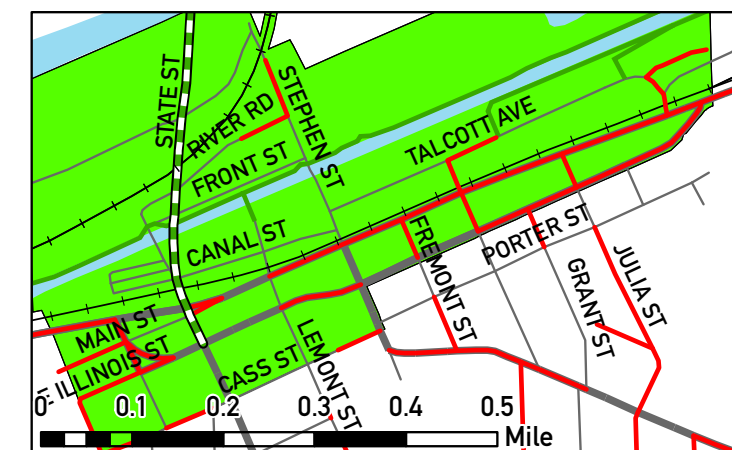 STATE ST
RIVER RD
STEPHEN ST
FRONT ST
TALCOTT AVE
CANAL ST
FREMONT ST
PORTER ST
GRANT ST
JULIA ST
MAIN ST
E ILLINOIS ST
CASS ST
LEMONT ST
0 0.1 0.2 0.3 0.4 0.5
Mile